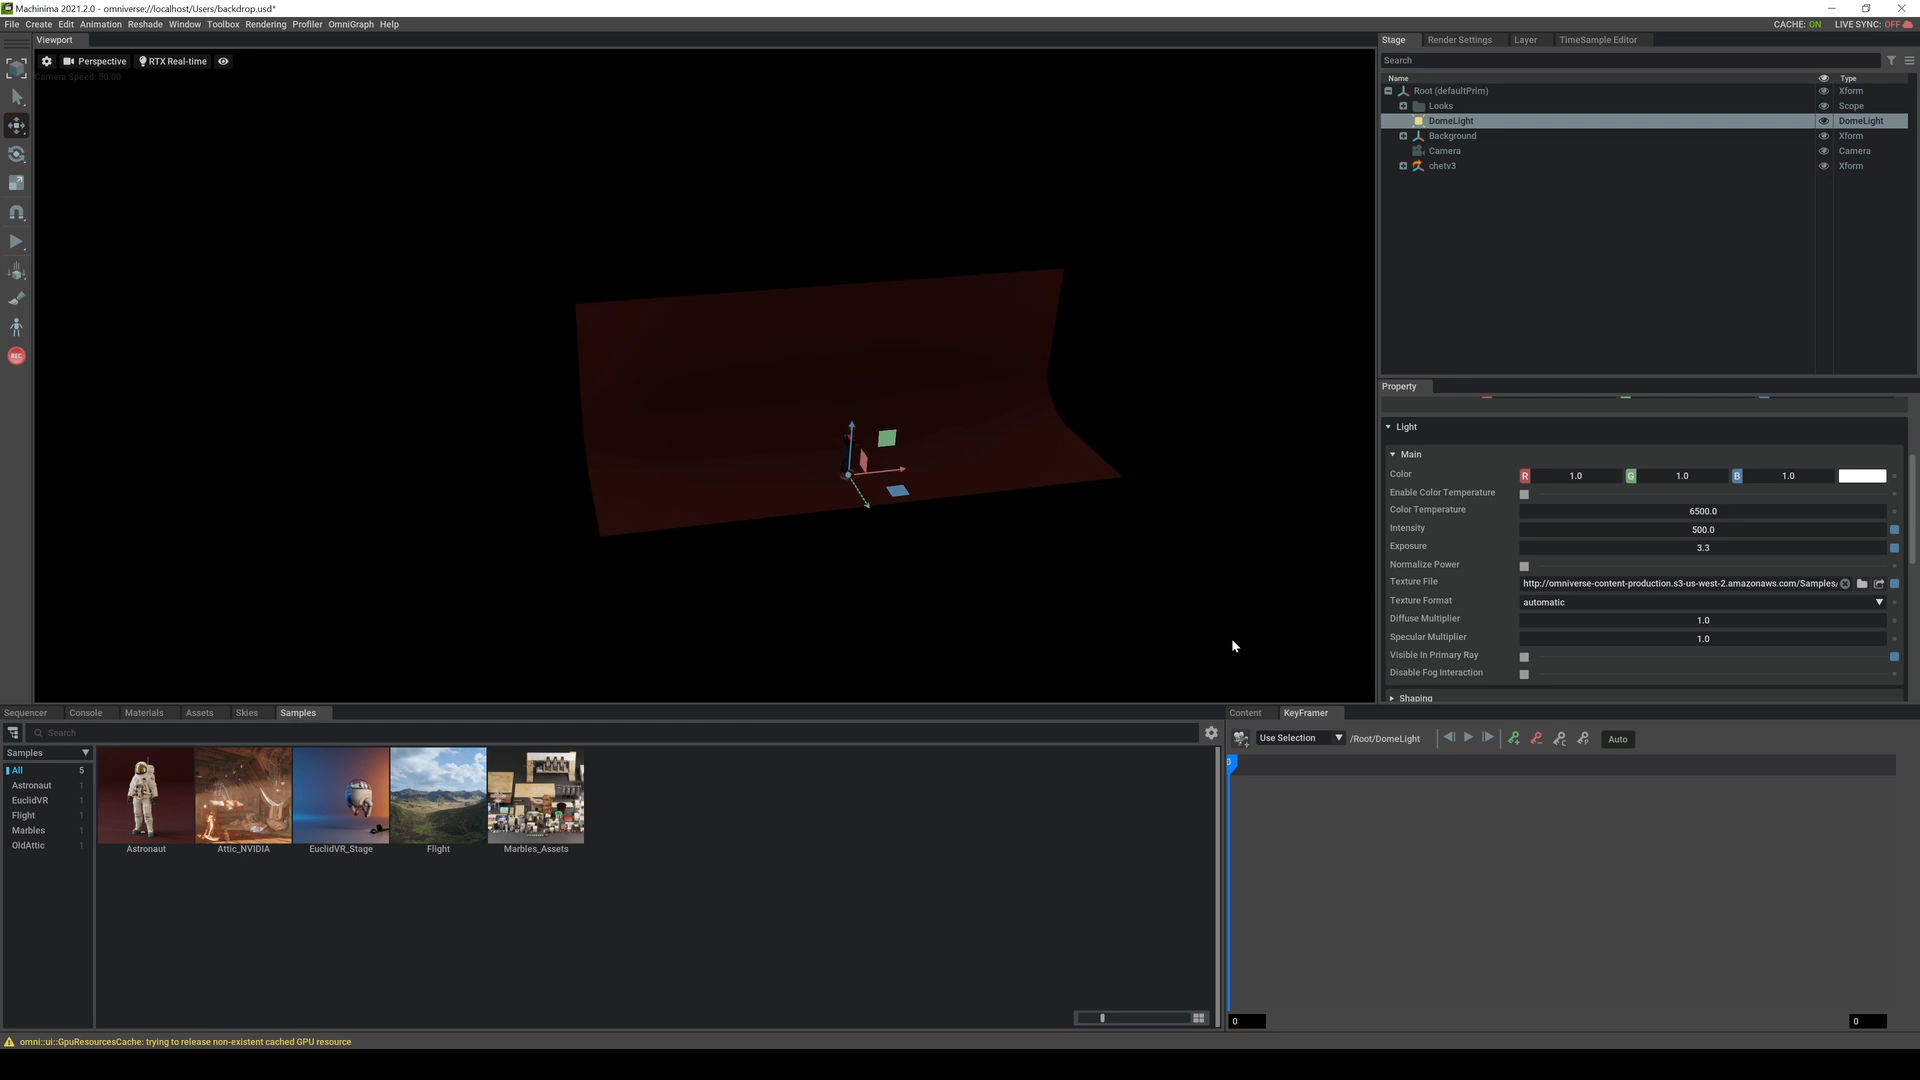 Machinima 2021.2.0 - omniverse://localhost/Users/backdrop.usd*
File Create Edit Animation Reshade Window Toolbox Rendering Profiler OmniGraph Help
CACHE: ON LIVE SYNC: OFF
Viewport
Perspective RTX Real-time
Camera Speed: 50.00
REC
Stage Render Settings Layer TimeSample Editor
Search
Name Type
Root (defaultPrim) Xform
Looks Scope
DomeLight DomeLight
Background Xform
Camera Camera
chetv3 Xform
Property
Light
Main
Color R 1.0 G 1.0 B 1.0
Enable Color Temperature
Color Temperature 6500.0
Intensity 500.0
Exposure 3.3
Normalize Power
Texture File http://omniverse-content-production.s3-us-west-2.amazonaws.com/Samples/
Texture Format automatic
Diffuse Multiplier 1.0
Specular Multiplier 1.0
Visible In Primary Ray
Disable Fog Interaction
Shaping
Sequencer Console Materials Assets Skies Samples
Search
Samples
All 5
Astronaut 1
EuclidVR 1
Flight 1
Marbles 1
OldAttic 1
Astronaut Attic_NVIDIA EuclidVR_Stage Flight Marbles_Assets
Content KeyFramer
Use Selection /Root/DomeLight Auto
0
0 0
omni::ui::GpuResourcesCache: trying to release non-existent cached GPU resource